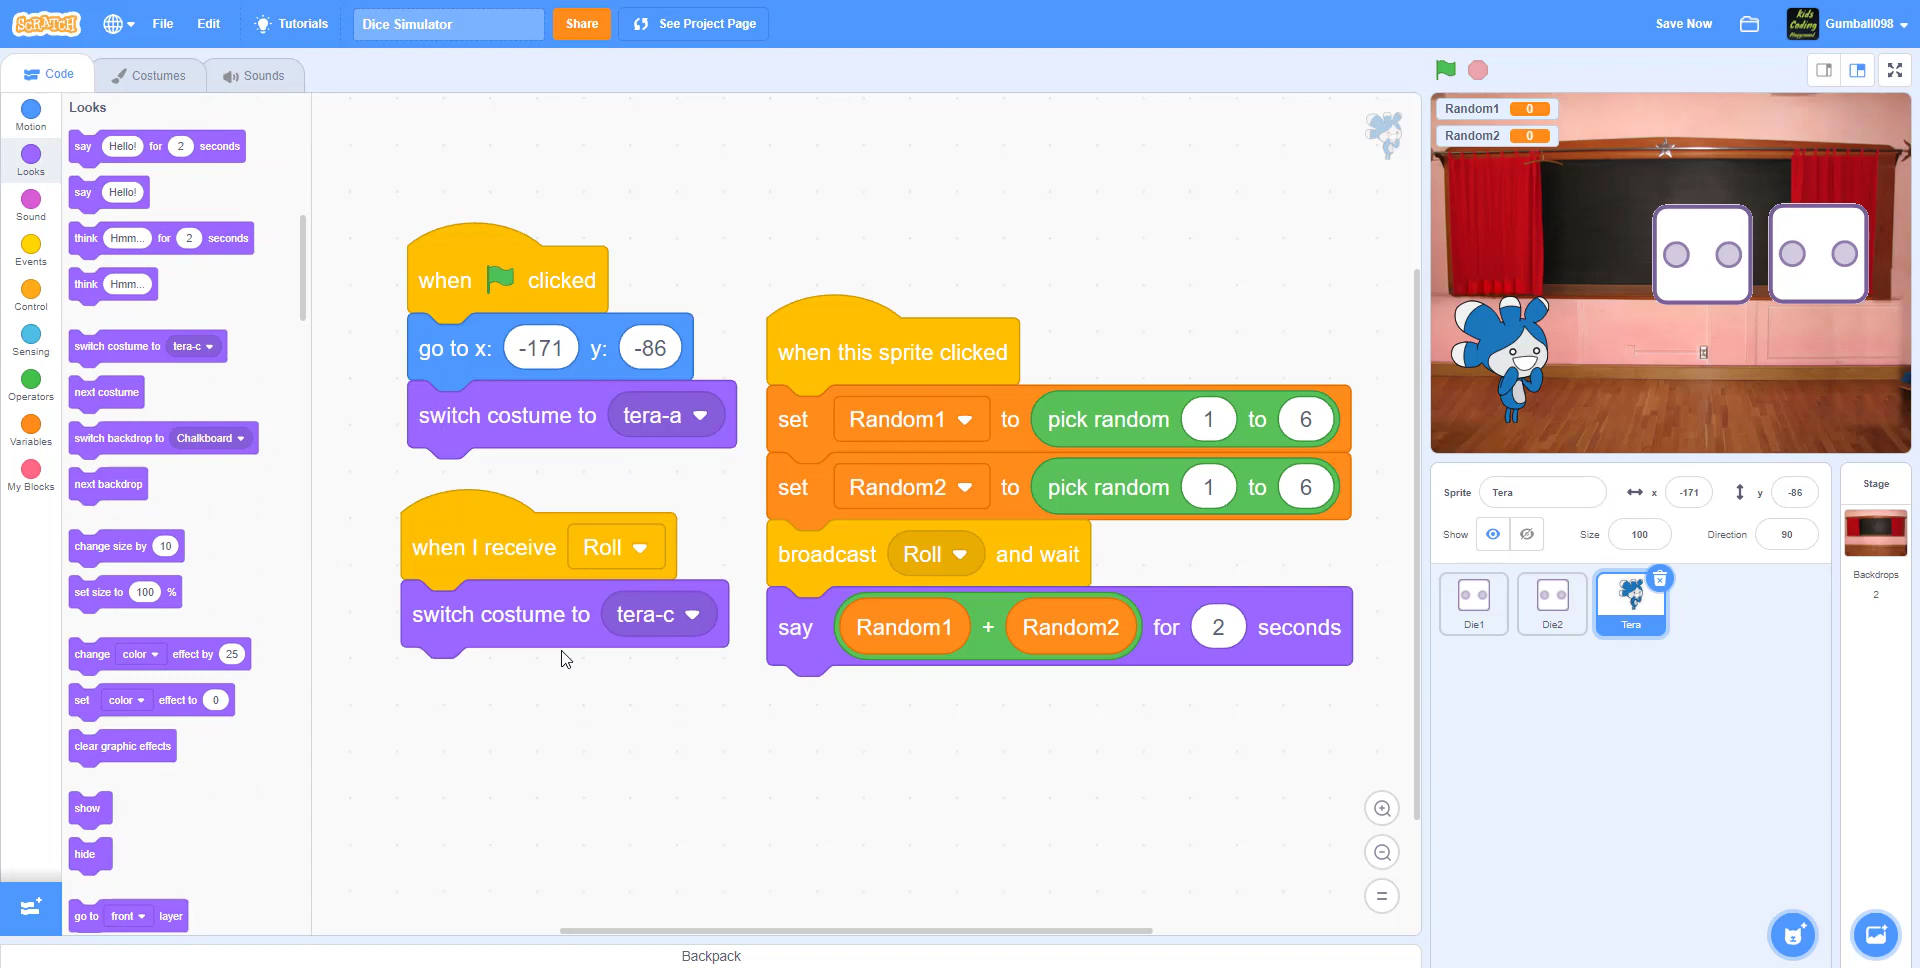 SCRATCH
File
Edit
Tutorials
Dice Simulator
Share
See Project Page
Save Now
Kids
Coding
Playground
Gumball098
Code
Costumes
Sounds
Motion
Looks
Sound
Events
Control
Sensing
Operators
Variables
My Blocks
Looks
say Hello! for 2 seconds
say Hello!
think Hmm... for 2 seconds
think Hmm...
switch costume to tera-c
next costume
switch backdrop to Chalkboard
next backdrop
change size by 10
set size to 100 %
change color effect by 25
set color effect to 0
clear graphic effects
show
hide
go to front layer
when clicked
go to x: -171 y: -86
switch costume to tera-a
when I receive Roll
switch costume to tera-c
when this sprite clicked
set Random1 to pick random 1 to 6
set Random2 to pick random 1 to 6
broadcast Roll and wait
say Random1 + Random2 for 2 seconds
=
Backpack
Random1 0
Random2 0
Sprite Tera x -171 y -86
Show Size 100 Direction 90
Die1
Die2
Tera
Stage
Backdrops
2